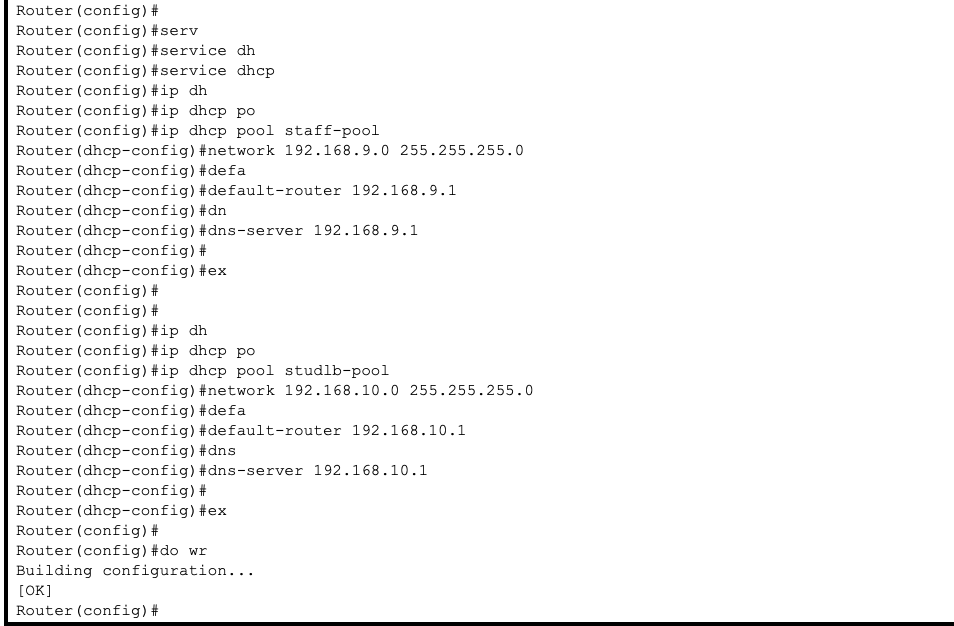 Router(config)#
Router(config)#serv
Router(config)#service dh
Router(config)#service dhcp
Router(config)#ip dh
Router(config)#ip dhcp po
Router(config)#ip dhcp pool staff-pool
Router(dhcp-config)#network 192.168.9.0 255.255.255.0
Router(dhcp-config)#defa
Router(dhcp-config)#default-router 192.168.9.1
Router(dhcp-config)#dn
Router(dhcp-config)#dns-server 192.168.9.1
Router(dhcp-config)#
Router(dhcp-config)#ex
Router(config)#
Router(config)#
Router(config)#ip dh
Router(config)#ip dhcp po
Router(config)#ip dhcp pool studlb-pool
Router(dhcp-config)#network 192.168.10.0 255.255.255.0
Router(dhcp-config)#defa
Router(dhcp-config)#default-router 192.168.10.1
Router(dhcp-config)#dns
Router(dhcp-config)#dns-server 192.168.10.1
Router(dhcp-config)#
Router(dhcp-config)#ex
Router(config)#
Router(config)#do wr
Building configuration...
[OK]
Router(config)#